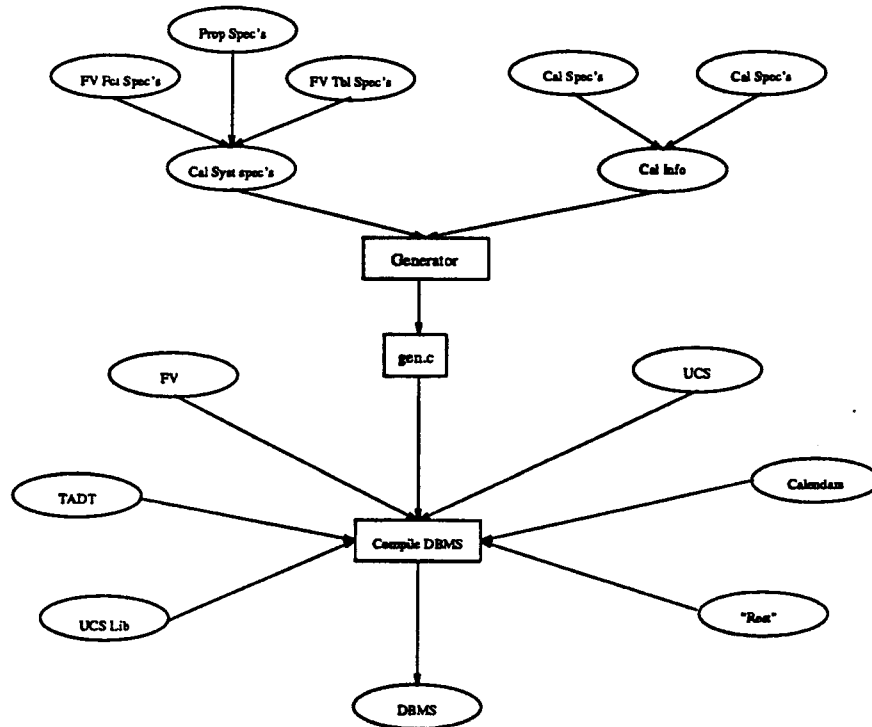 Prop Spec's
FV Fct Spec's
FV Tbl Spec's
Cal Spec's
Cal Spec's
Cal Syst spec's
Cal Info
Generator
gen.c
FV
UCS
TADT
Calendars
Compile DBMS
UCS Lib
"Rest"
DBMS